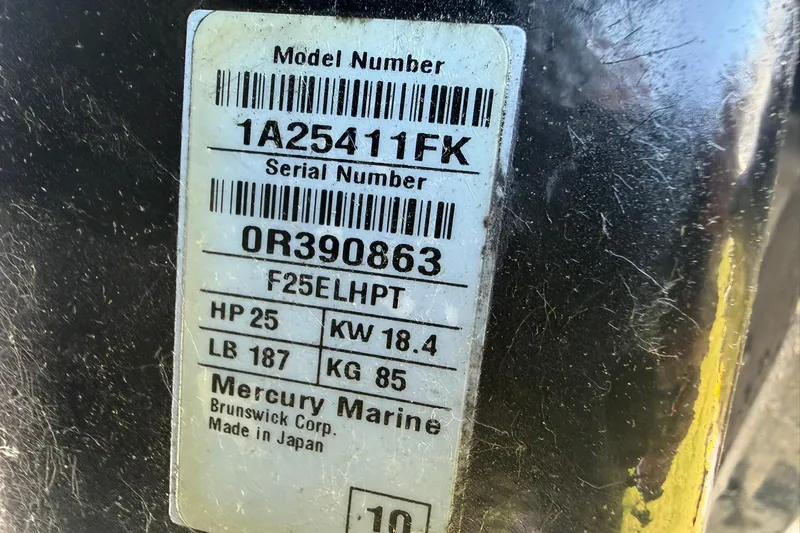 Model Number
1A25411FK
Serial Number
0R390863
F25ELHPT
HP 25 KW 18.4
LB 187 KG 85
Mercury Marine
Brunswick Corp.
Made in Japan
10